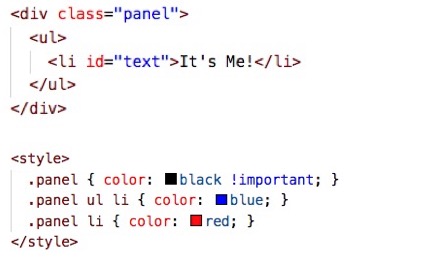 <div class="panel">
<ul>
<li id="text">It's Me!</li>
</ul>
</div>
<style>
.panel { color: black !important; }
.panel ul li { color: blue; }
.panel li { color: red; }
</style>